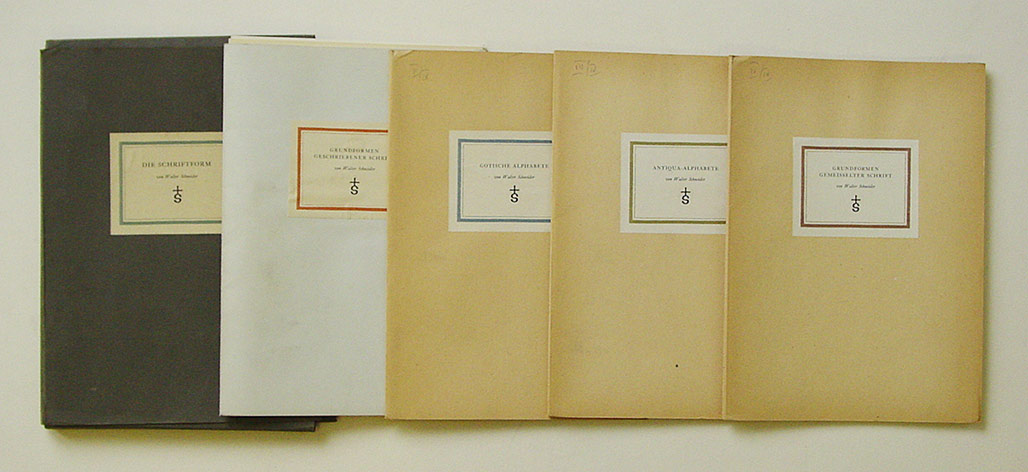 DIE SCHRIFTFORM
von Walter Schneider
S
GRUNDFORMEN
GESCHRIEBENER SCHRI
von Walter Schneider
S
GOTISCHE ALPHABETE
von Walter Schneider
S
ANTIQUA-ALPHABETE
von Walter Schneider
S
GRUNDFORMEN
GEMEISSELTER SCHRIFT
von Walter Schneider
S